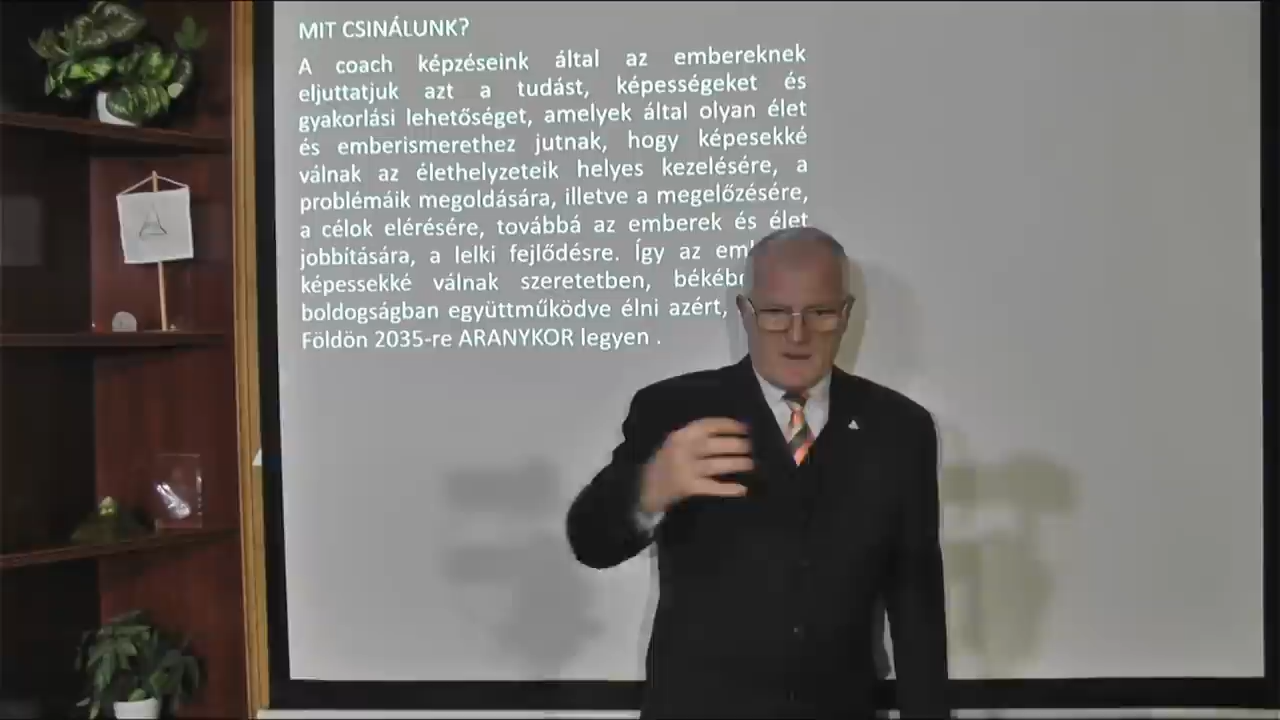 MIT CSINÁLUNK?
A coach képzéseink által az embereknek
eljuttatjuk azt a tudást, képességeket és
gyakorlási lehetőséget, amelyek által olyan élet
és emberismerethez jutnak, hogy képesekké
válnak az élethelyzeteik helyes kezelésére, a
problémáik megoldására, illetve a megelőzésére,
a célok elérésére, továbbá az emberek és élet
jobbítására, a lelki fejlődésre. Így az
képessekké válnak szeretetben,
boldogságban együttműködve élni azért,
Földön 2035-re ARANYKOR legyen .